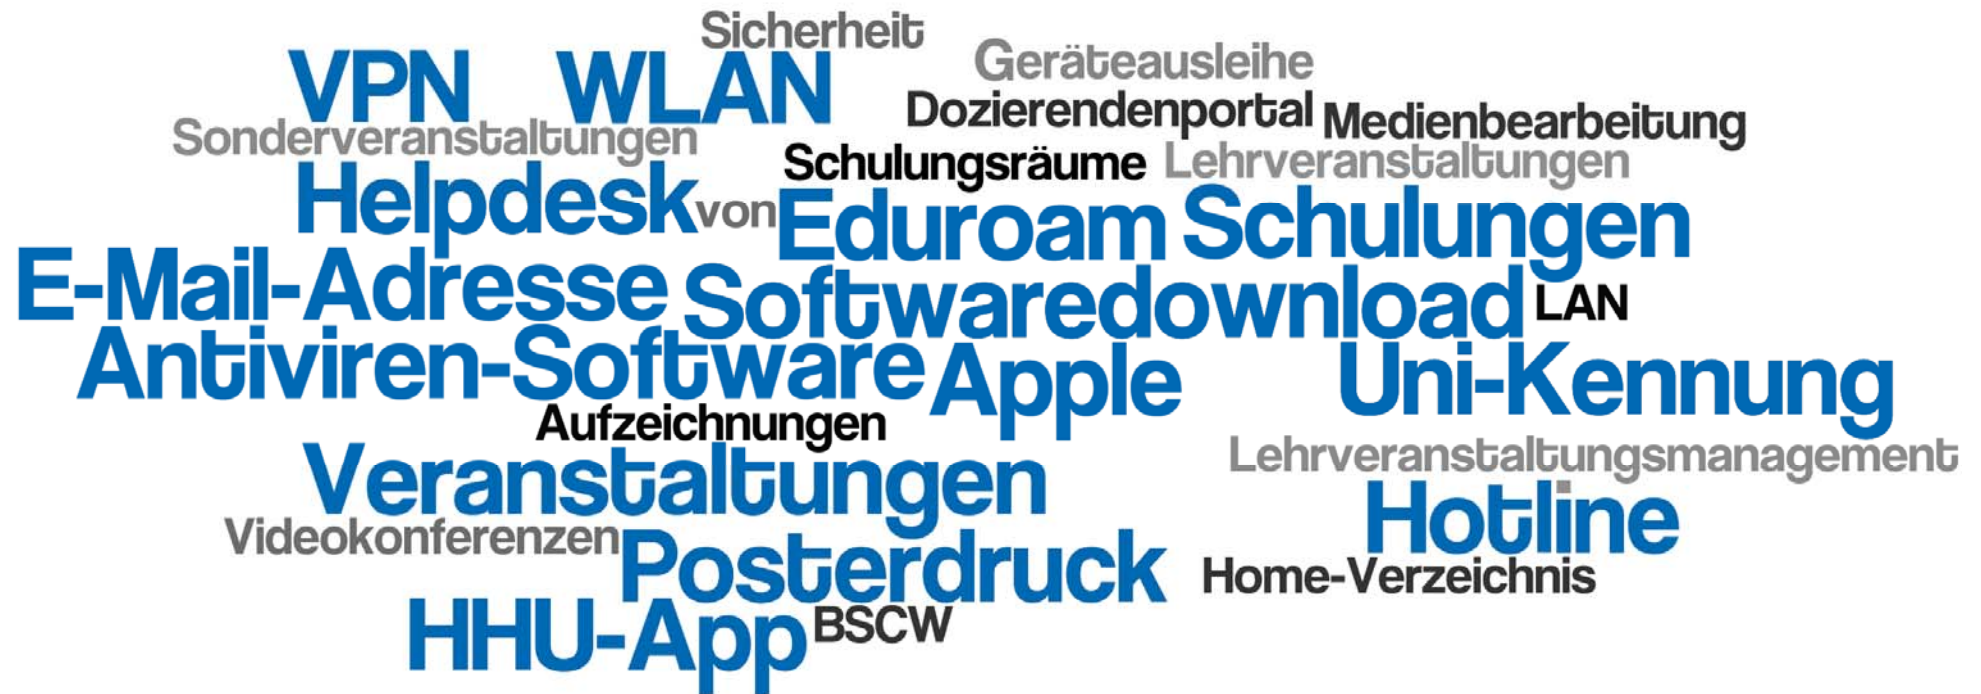 Sicherheit
VPN WLAN Geräteausleihe
Dozierendenportal Medienbearbeitung
Sonderveranstaltungen
Schulungsräume Lehrveranstaltungen
Helpdesk von Eduroam Schulungen
E-Mail-Adresse Softwaredownload LAN
Antiviren-Software Apple Uni-Kennung
Aufzeichnungen
Lehrveranstaltungsmanagement
Veranstaltungen
Hotline
Videokonferenzen
Posterdruck Home-Verzeichnis
HHU-App BSCW